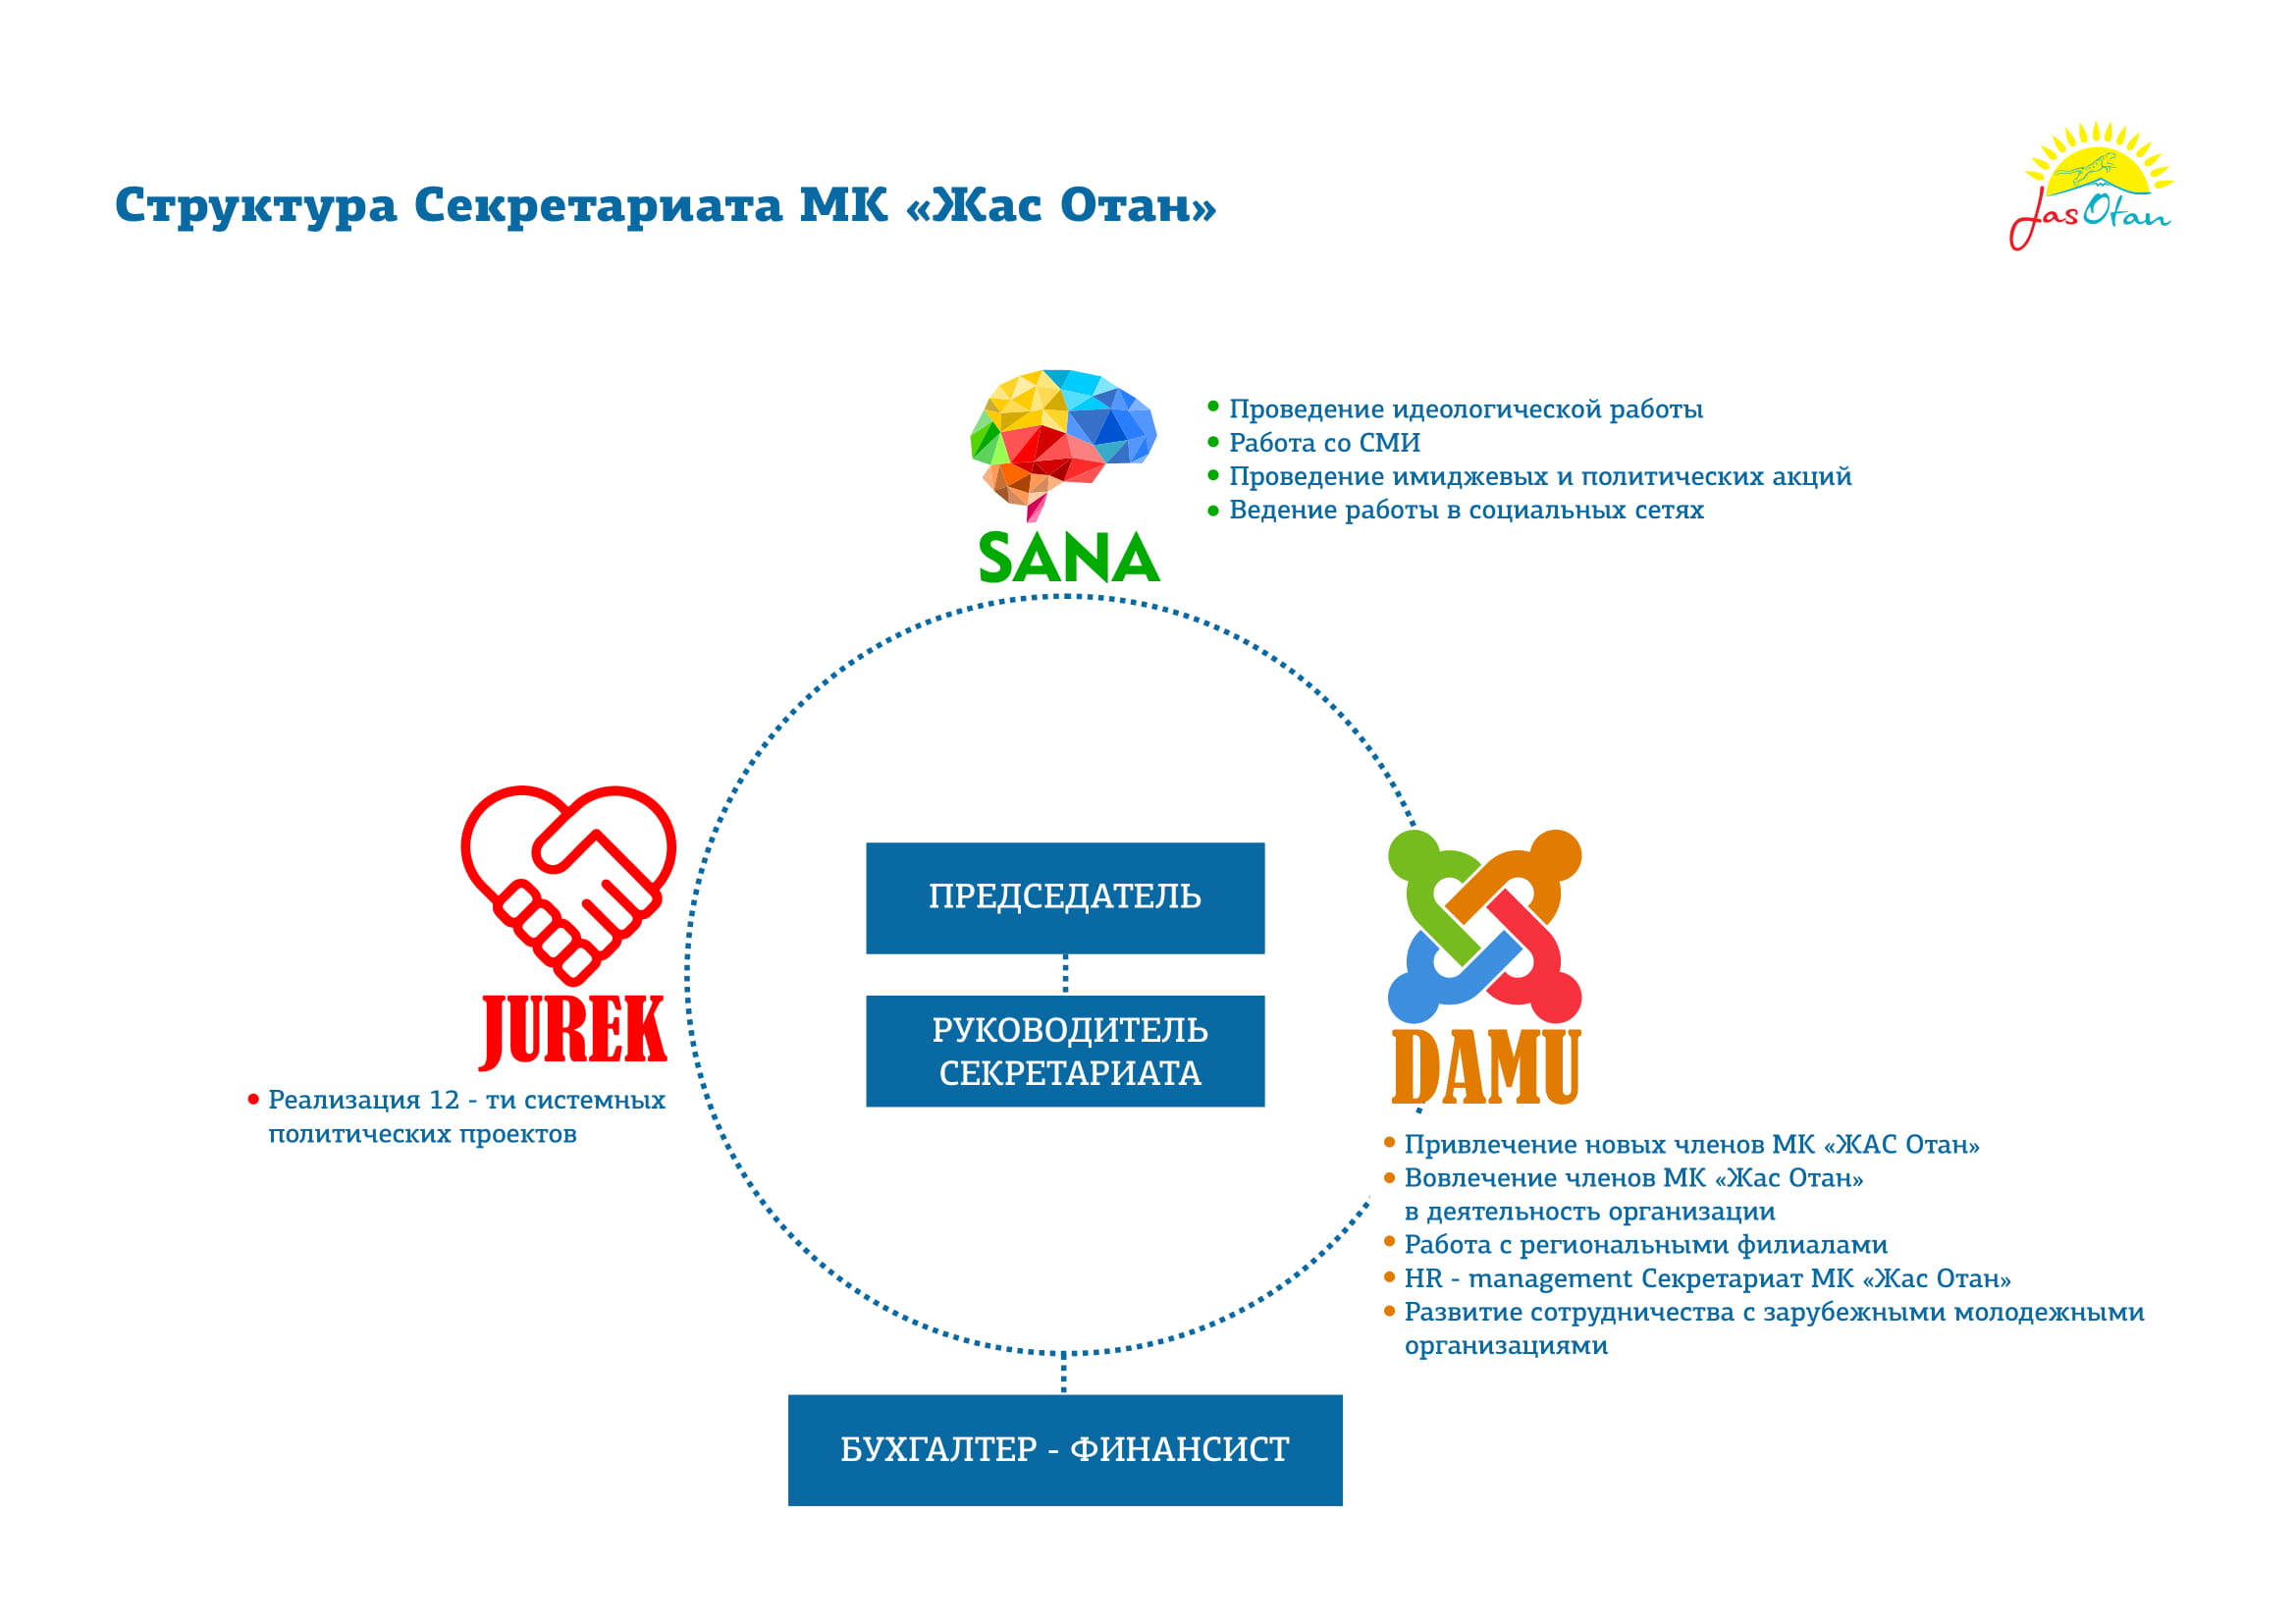 Структура Секретариата МК «Жас Отан»
Jas Otan
SANA
• Проведение идеологической работы
• Работа со СМИ
• Проведение имиджевых и политических акций
• Ведение работы в социальных сетях
JUREK
• Реализация 12 - ти системных
политических проектов
ПРЕДСЕДАТЕЛЬ
РУКОВОДИТЕЛЬ
СЕКРЕТАРИАТА
DAMU
• Привлечение новых членов МК «ЖАС Отан»
• Вовлечение членов МК «Жас Отан»
в деятельность организации
• Работа с региональными филиалами
• HR - management Секретариат МК «Жас Отан»
• Развитие сотрудничества с зарубежными молодежными
организациями
БУХГАЛТЕР - ФИНАНСИСТ